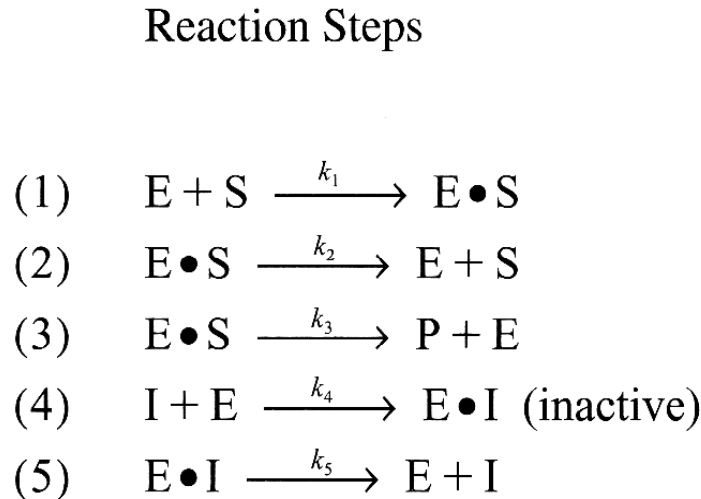 Reaction Steps
(1) E + S k₁ → E • S
(2) E • S k₂ → E + S
(3) E • S k₃ → P + E
(4) I + E k₄ → E • I (inactive)
(5) E • I k₅ → E + I